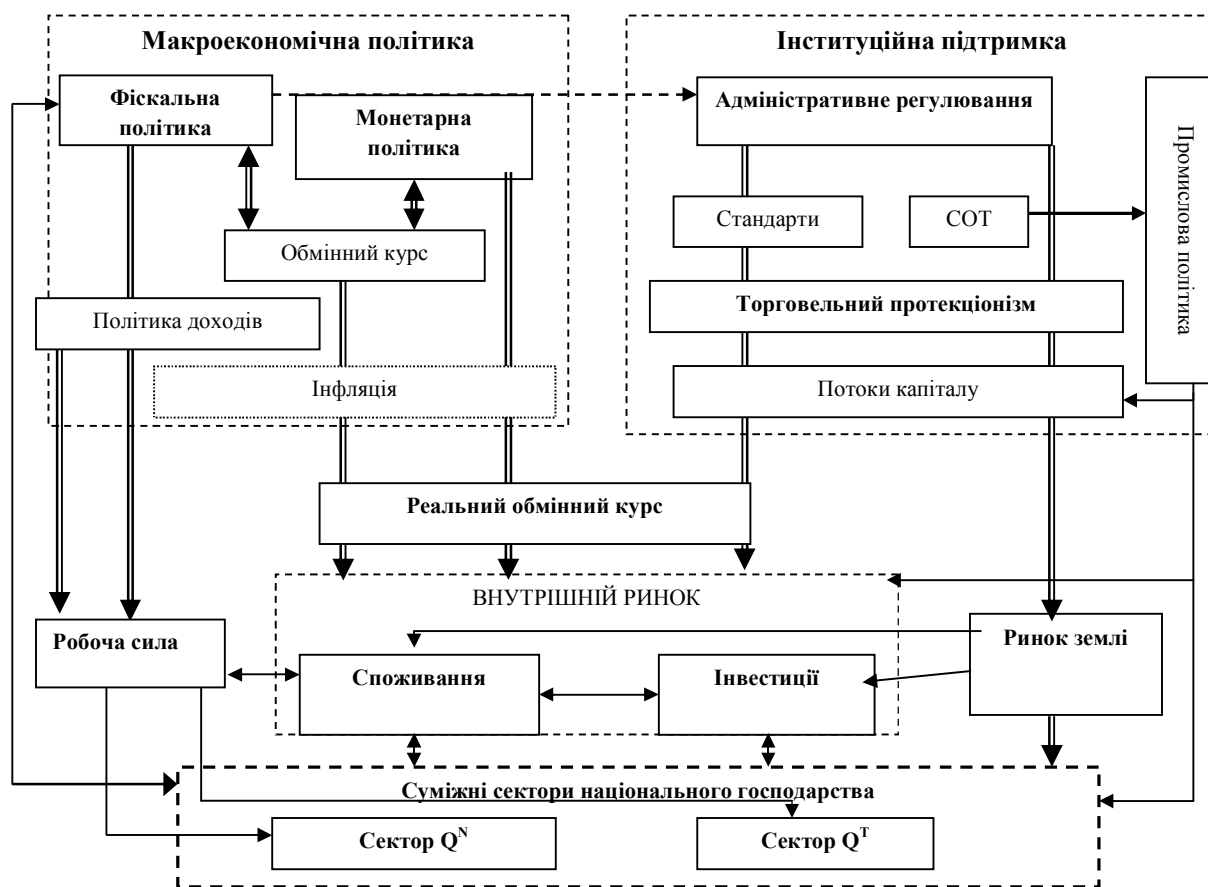 Макроекономічна політика
Інституційна підтримка
Фіскальна
політика
Монетарна
політика
Адміністративне регулювання
Промислова політика
Стандарти
СОТ
Обмінний курс
Торговельний протекціонізм
Політика доходів
Інфляція
Потоки капіталу
Реальний обмінний курс
ВНУТРІШНІЙ РИНОК
Робоча сила
Ринок землі
Споживання
Інвестиції
Суміжні сектори національного господарства
Сектор Q^N
Сектор Q^T